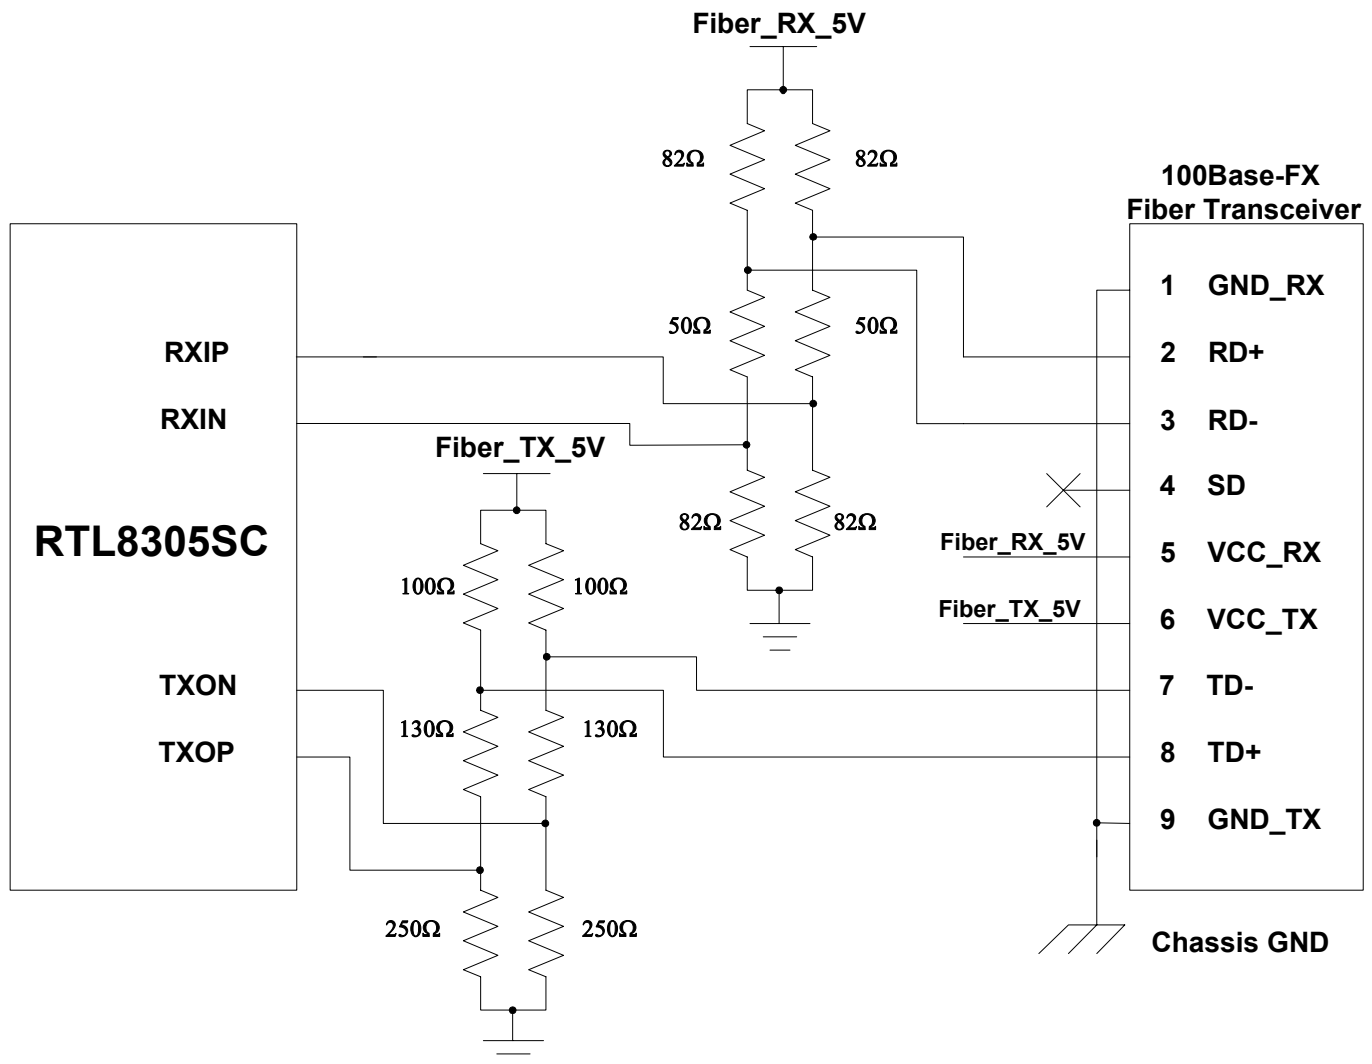 Fiber_RX_5V
82Ω 82Ω
100Base-FX
Fiber Transceiver
1 GND_RX
50Ω 50Ω
RXIP
2 RD+
RXIN
3 RD-
Fiber_TX_5V
4 SD
82Ω 82Ω
RTL8305SC
Fiber_RX_5V
5 VCC_RX
100Ω 100Ω
Fiber_TX_5V
6 VCC_TX
TXON
7 TD-
130Ω 130Ω
TXOP
8 TD+
9 GND_TX
250Ω 250Ω
Chassis GND